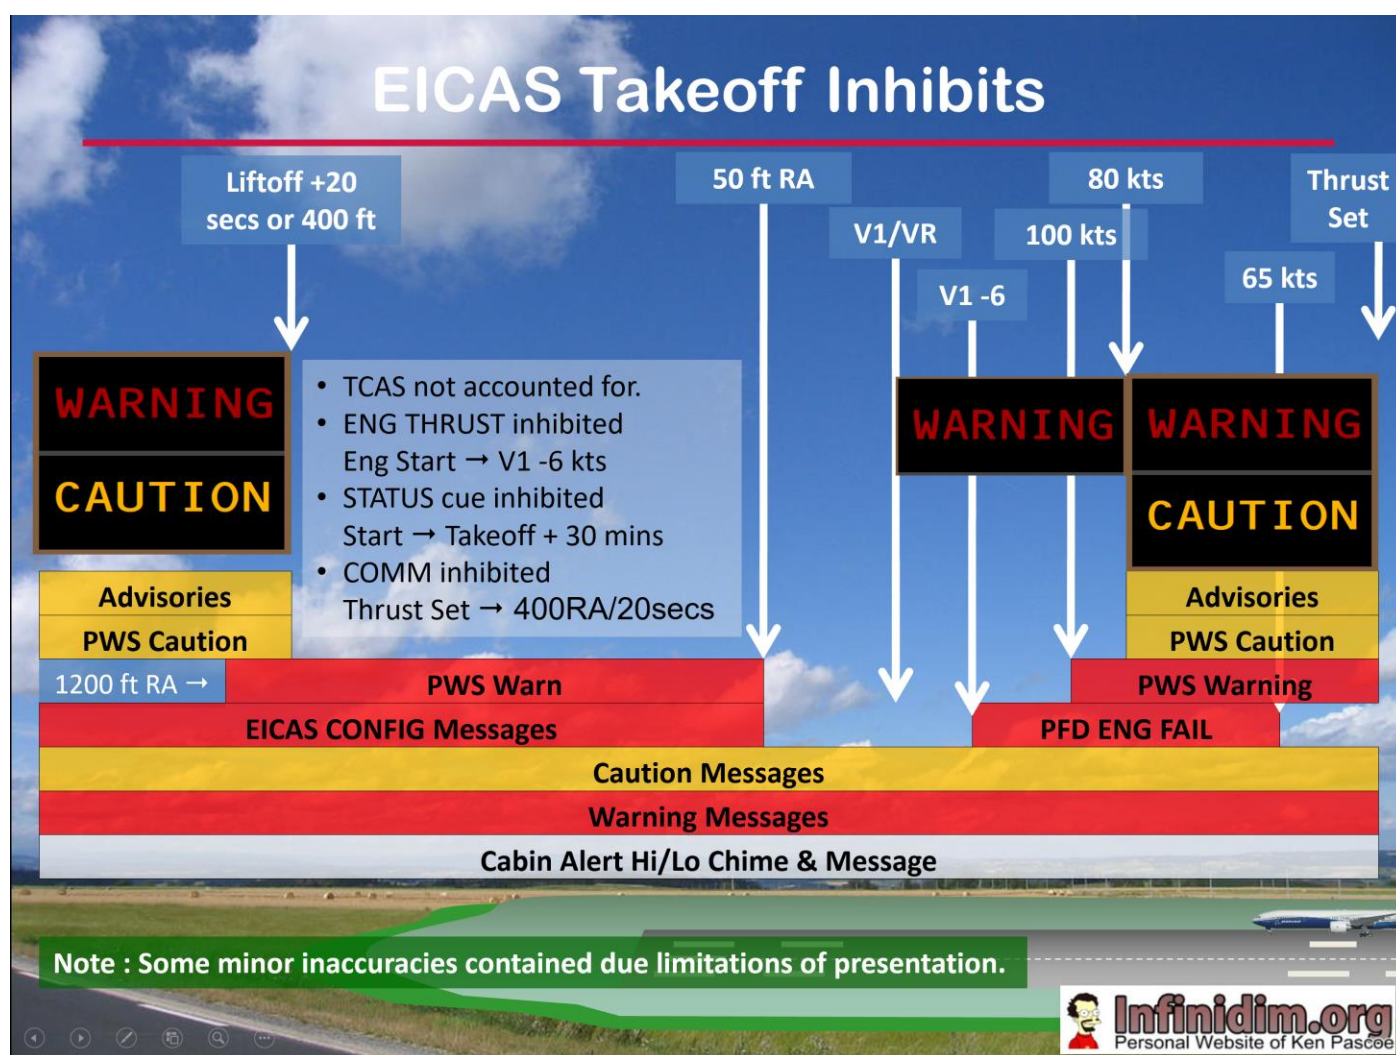 EICAS Takeoff Inhibits
Liftoff +20
secs or 400 ft
50 ft RA
80 kts
Thrust
Set
V1/VR
100 kts
V1 -6
65 kts
WARNING
CAUTION
• TCAS not accounted for.
• ENG THRUST inhibited
Eng Start → V1 -6 kts
• STATUS cue inhibited
Start → Takeoff + 30 mins
• COMM inhibited
Thrust Set → 400RA/20secs
WARNING
WARNING
CAUTION
Advisories
Advisories
PWS Caution
PWS Caution
1200 ft RA →
PWS Warn
PWS Warning
EICAS CONFIG Messages
PFD ENG FAIL
Caution Messages
Warning Messages
Cabin Alert Hi/Lo Chime & Message
Note : Some minor inaccuracies contained due limitations of presentation.
Infinidim.org
Personal Website of Ken Pascoe